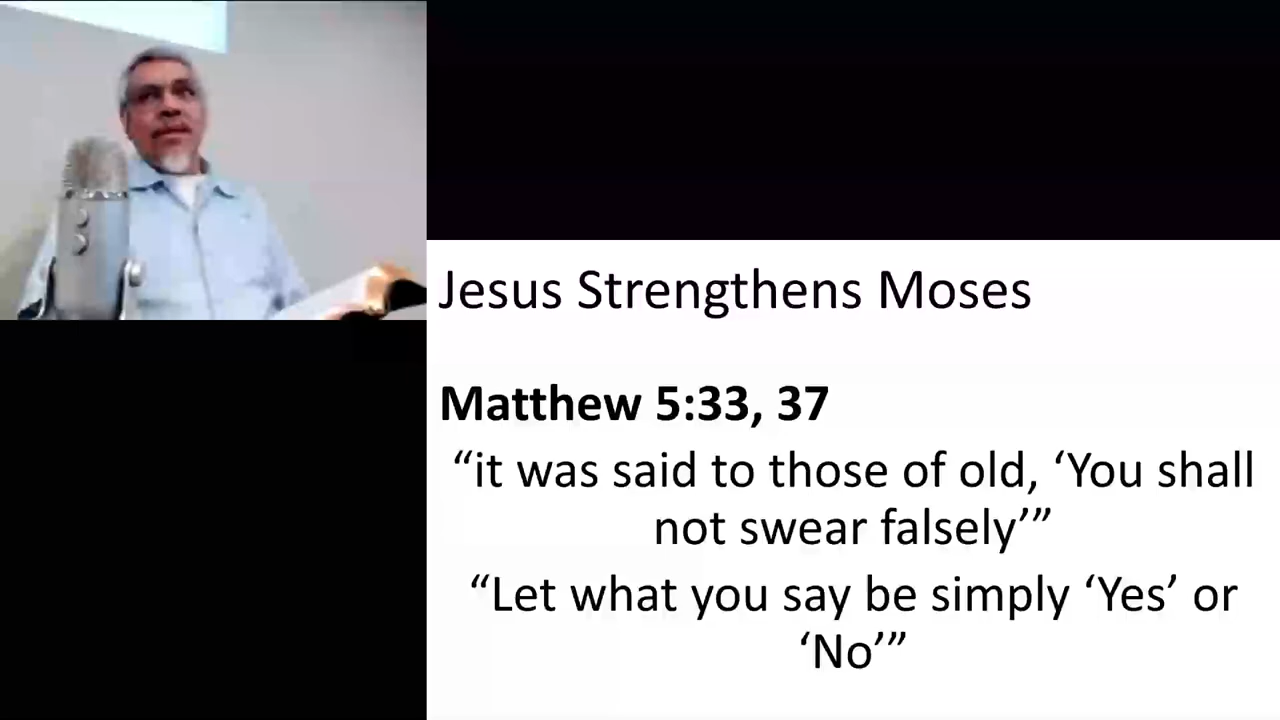 Jesus Strengthens Moses
Matthew 5:33, 37
“it was said to those of old, ‘You shall
not swear falsely’”
“Let what you say be simply ‘Yes’ or
‘No’”